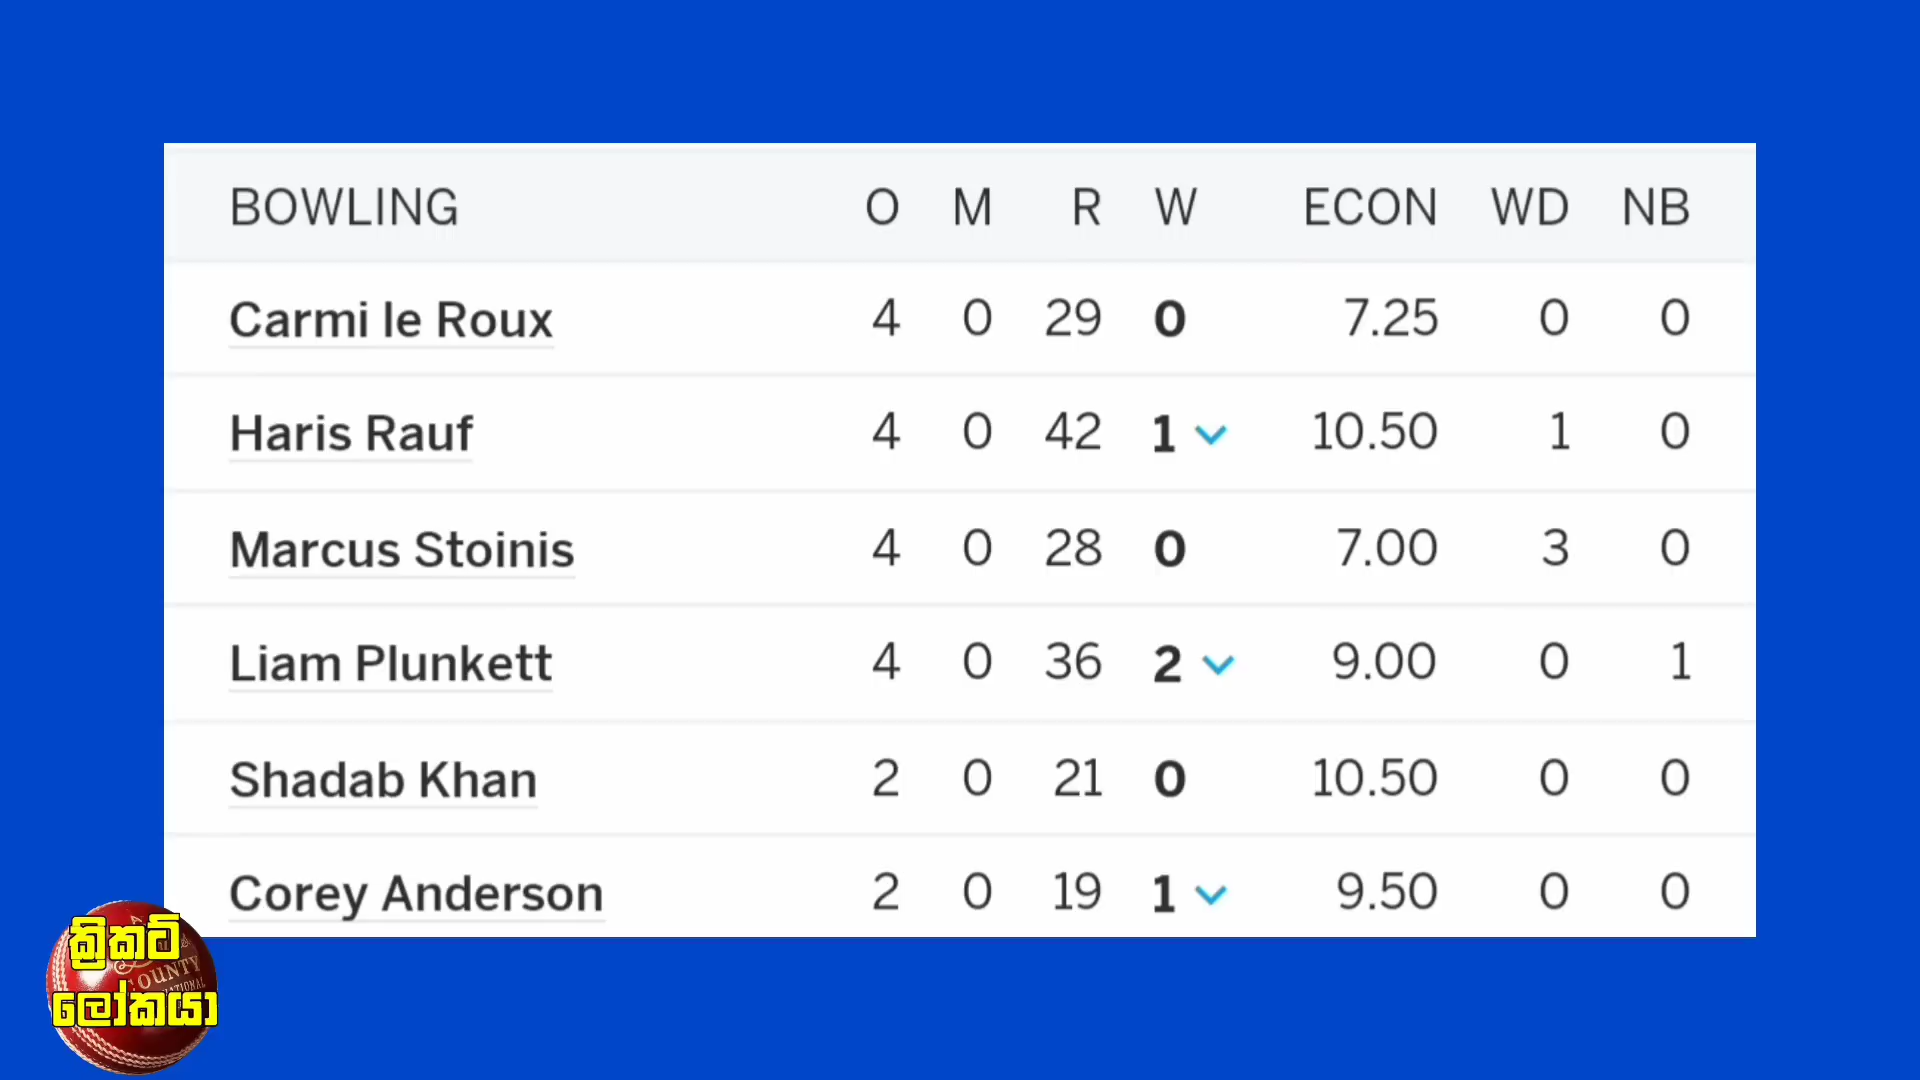 BOWLING O M R W ECON WD NB
Carmi le Roux 4 0 29 0 7.25 0 0
Haris Rauf 4 0 42 1 10.50 1 0
Marcus Stoinis 4 0 28 0 7.00 3 0
Liam Plunkett 4 0 36 2 9.00 0 1
Shadab Khan 2 0 21 0 10.50 0 0
Corey Anderson 2 0 19 1 9.50 0 0
ක්‍රිකට්
COUNTY
ලෝකයා